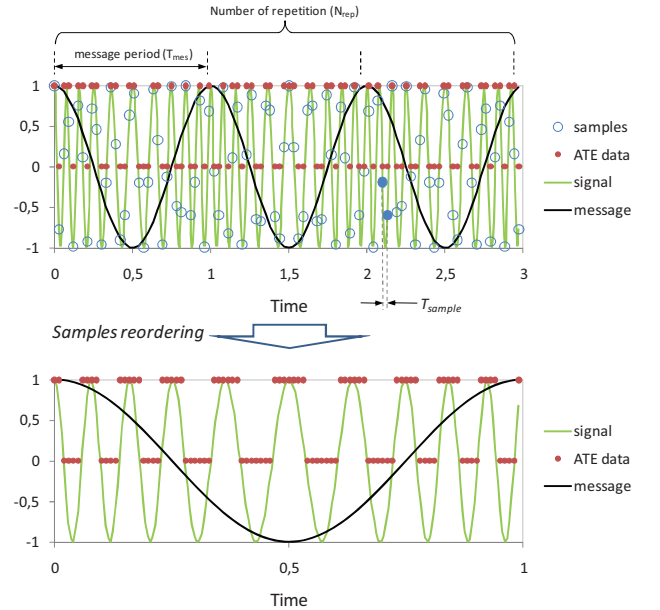 Number of repetition (Nrep)
message period (Tmes)
1
0,5
0
-0,5
-1
0
0,5
1
1,5
2
2,5
3
Time
Tsample
samples
ATE data
signal
message
Samples reordering
1
0,5
0
-0,5
-1
0
0,5
1
Time
signal
ATE data
message